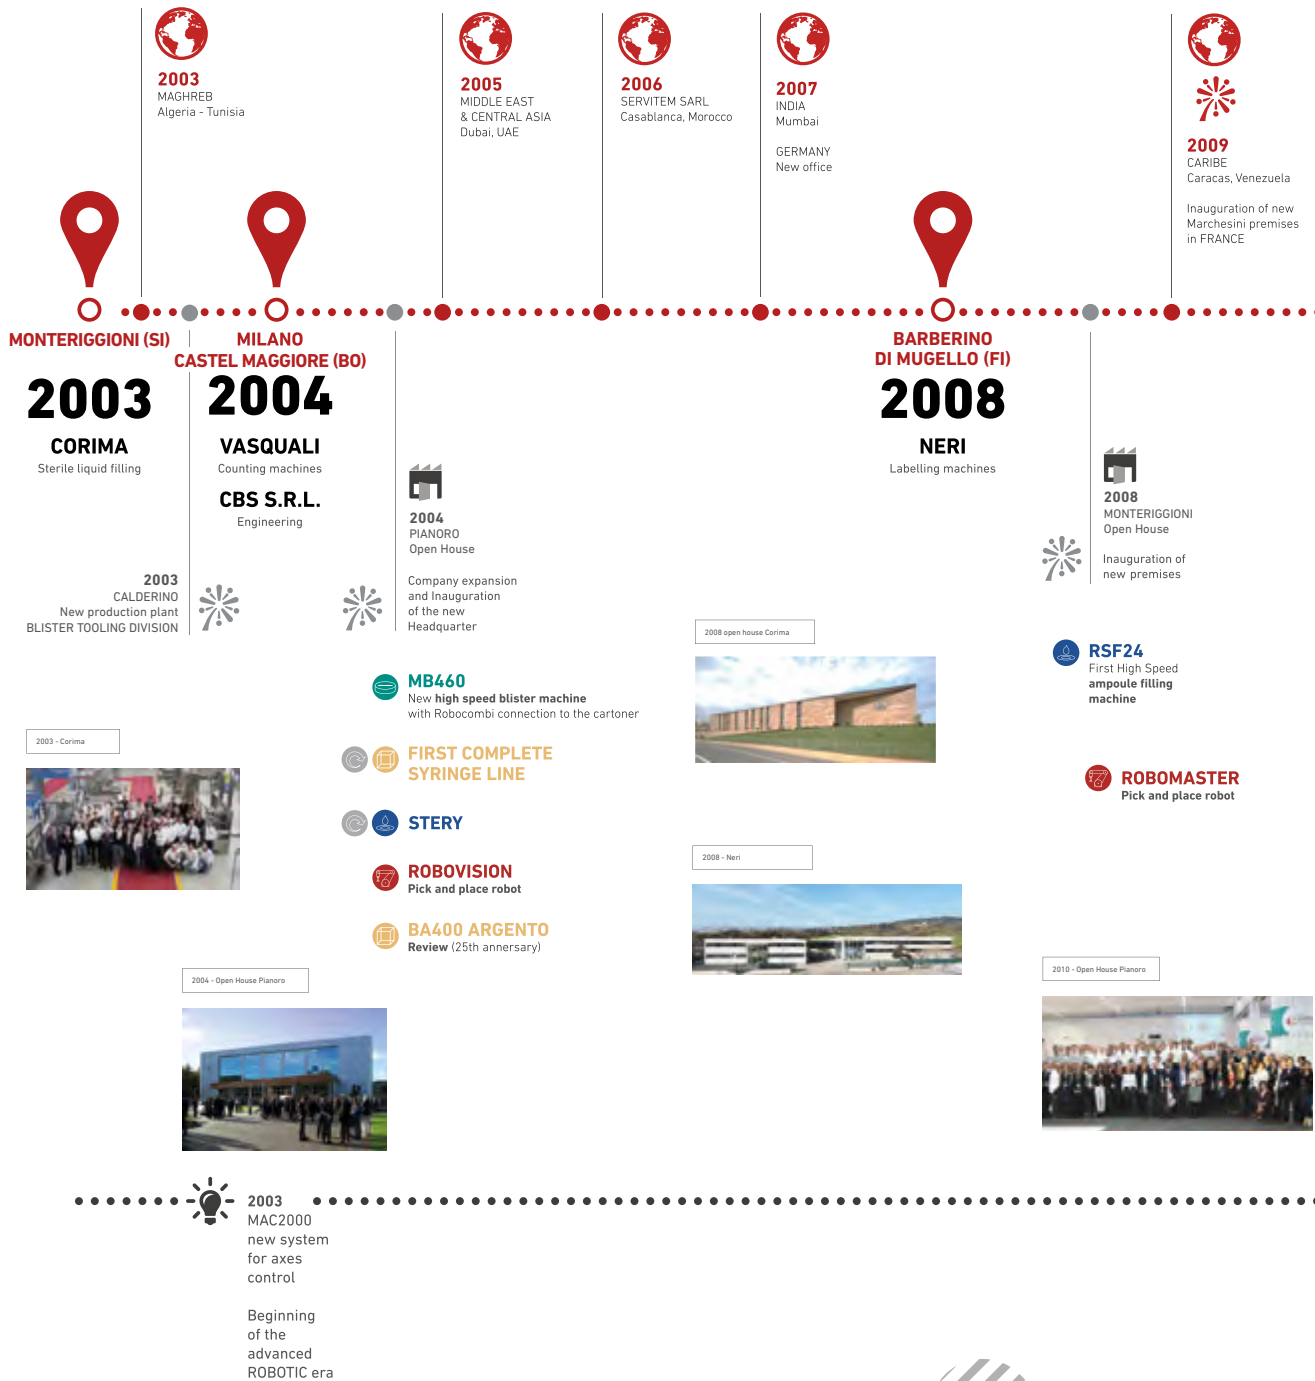 2003
MAGHREB
Algeria - Tunisia
2005
MIDDLE EAST
& CENTRAL ASIA
Dubai, UAE
2006
SERVITEM SARL
Casablanca, Morocco
2007
INDIA
Mumbai
GERMANY
New office
2009
CARIBE
Caracas, Venezuela
Inauguration of new
Marchesini premises
in FRANCE
MONTERIGGIONI (SI)
2003
CORIMA
Sterile liquid filling
2003
CALDERINO
New production plant
BLISTER TOOLING DIVISION
MILANO
CASTEL MAGGIORE (BO)
2004
VASQUALI
Counting machines
CBS S.R.L.
Engineering
2004
PIANORO
Open House
Company expansion
and Inauguration
of the new
Headquarter
BARBERINO
DI MUGELLO (FI)
2008
NERI
Labelling machines
2008
MONTERIGGIONI
Open House
Inauguration of
new premises
MB460
New high speed blister machine
with Robocombi connection to the cartoner
FIRST COMPLETE
SYRINGE LINE
STERY
ROBOVISION
Pick and place robot
BA400 ARGENTO
Review (25th annersary)
RSF24
First High Speed
ampoule filling
machine
ROBOMASTER
Pick and place robot
2003 - Corima
2004 - Open House Pianoro
2008 open house Corima
2008 - Neri
2010 - Open House Pianoro
2003
MAC2000
new system
for axes
control
Beginning
of the
advanced
ROBOTIC era